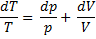 dT/T = dp/p + dV/V